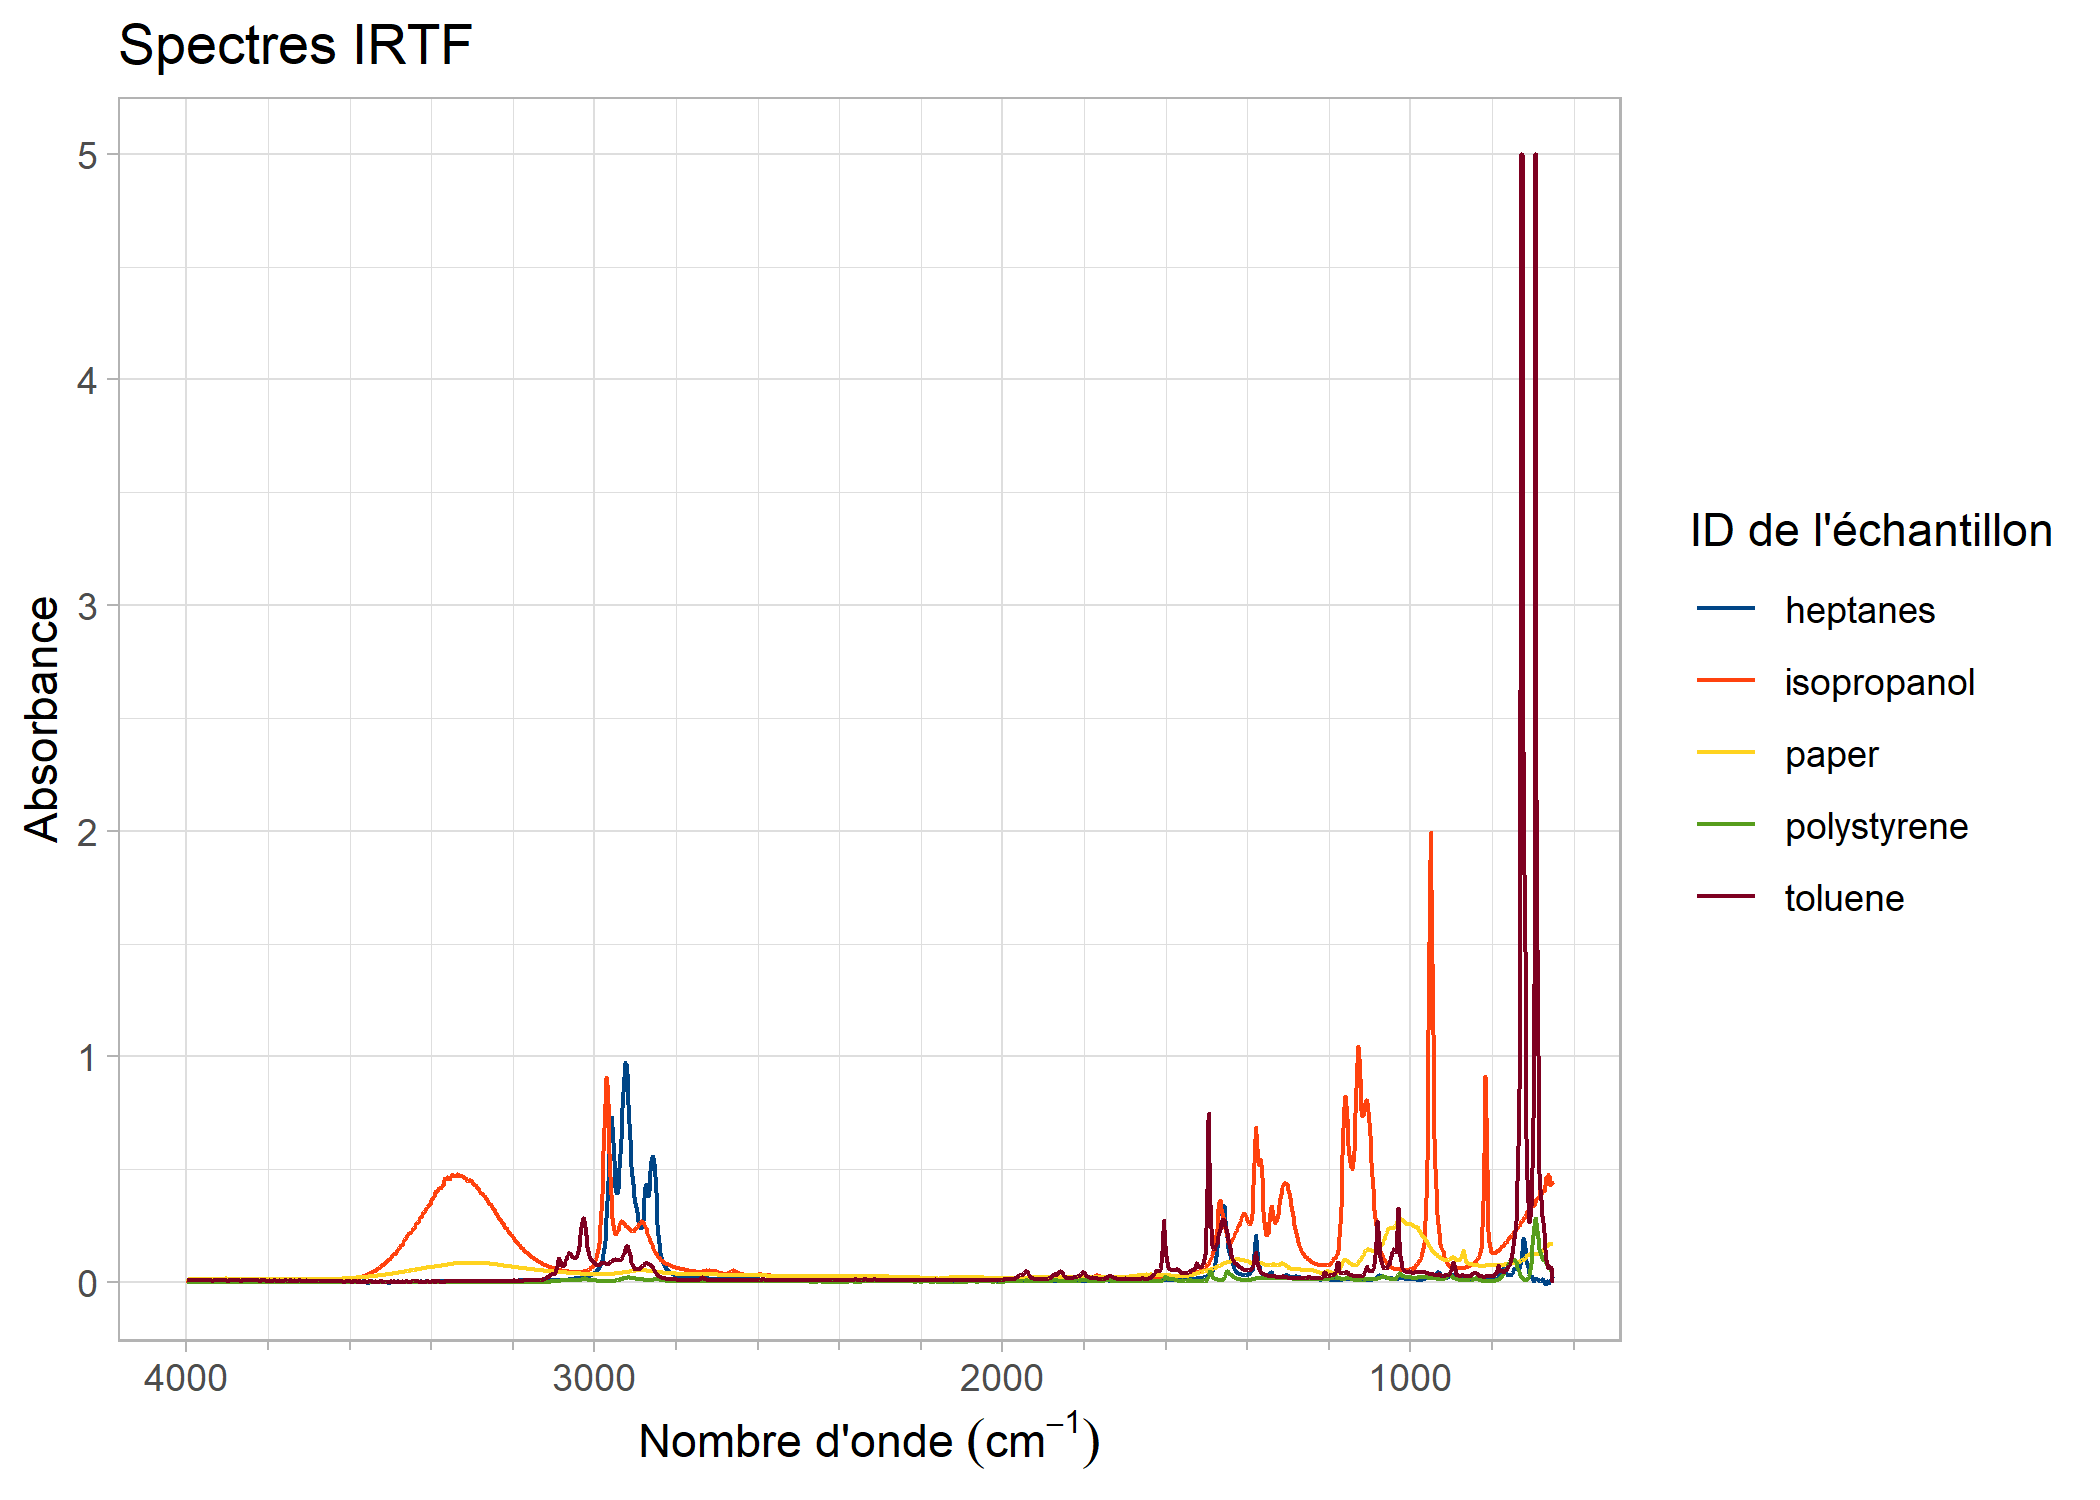 Spectres IRTF
5
4
3
2
1
0
Absorbance
4000 3000 2000 1000
Nombre d'onde (cm⁻¹)
ID de l'échantillon
heptanes
isopropanol
paper
polystyrene
toluene